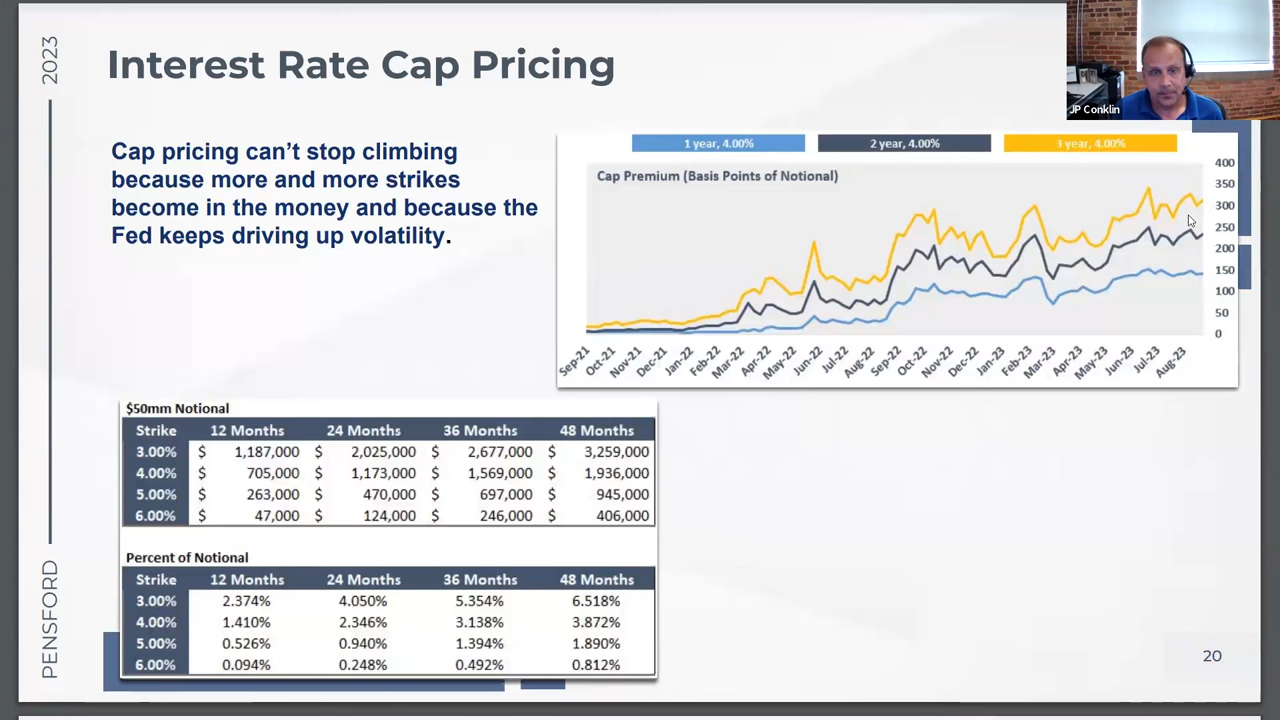 2023
PENSFORD
Interest Rate Cap Pricing
JP Conklin
Cap pricing can’t stop climbing
because more and more strikes
become in the money and because the
Fed keeps driving up volatility.
1 year, 4.00% 2 year, 4.00% 3 year, 4.00%
Cap Premium (Basis Points of Notional)
400
350
300
250
200
150
100
50
0
Sep-21 Oct-21 Nov-21 Dec-21 Jan-22 Feb-22 Mar-22 Apr-22 May-22 Jun-22 Jul-22 Aug-22 Sep-22 Oct-22 Nov-22 Dec-22 Jan-23 Feb-23 Mar-23 Apr-23 May-23 Jun-23 Jul-23 Aug-23
$50mm Notional
Strike 12 Months 24 Months 36 Months 48 Months
3.00% $ 1,187,000 $ 2,025,000 $ 2,677,000 $ 3,259,000
4.00% $ 705,000 $ 1,173,000 $ 1,569,000 $ 1,936,000
5.00% $ 263,000 $ 470,000 $ 697,000 $ 945,000
6.00% $ 47,000 $ 124,000 $ 246,000 $ 406,000
Percent of Notional
Strike 12 Months 24 Months 36 Months 48 Months
3.00% 2.374% 4.050% 5.354% 6.518%
4.00% 1.410% 2.346% 3.138% 3.872%
5.00% 0.526% 0.940% 1.394% 1.890%
6.00% 0.094% 0.248% 0.492% 0.812%
20